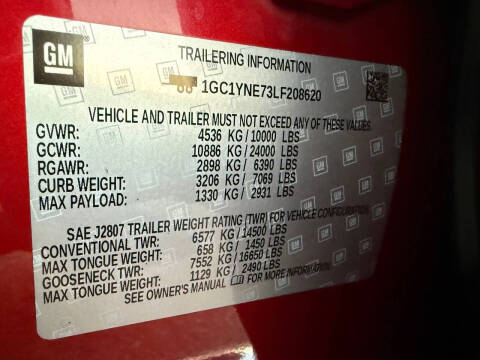 GM
TRAILERING INFORMATION
1GC1YNE73LF208620
VEHICLE AND TRAILER MUST NOT EXCEED ANY OF THESE VALUES.
GVWR: 4536 KG/10000 LBS
GCWR: 10886 KG/24000 LBS
RGAWR: 2898 KG/ 6390 LBS
CURB WEIGHT: 3206 KG/ 7069 LBS
MAX PAYLOAD: 1330 KG/ 2931 LBS
SAE J2807 TRAILER WEIGHT RATING (TWR) FOR VEHICLE CONFIGURATION.
CONVENTIONAL TWR: 6577 KG/14500 LBS
MAX TONGUE WEIGHT: 658 KG/ 1450 LBS
GOOSENECK TWR: 7552 KG/16650 LBS
MAX TONGUE WEIGHT: 1129 KG/ 2490 LBS
SEE OWNER'S MANUAL FOR MORE INFORMATION